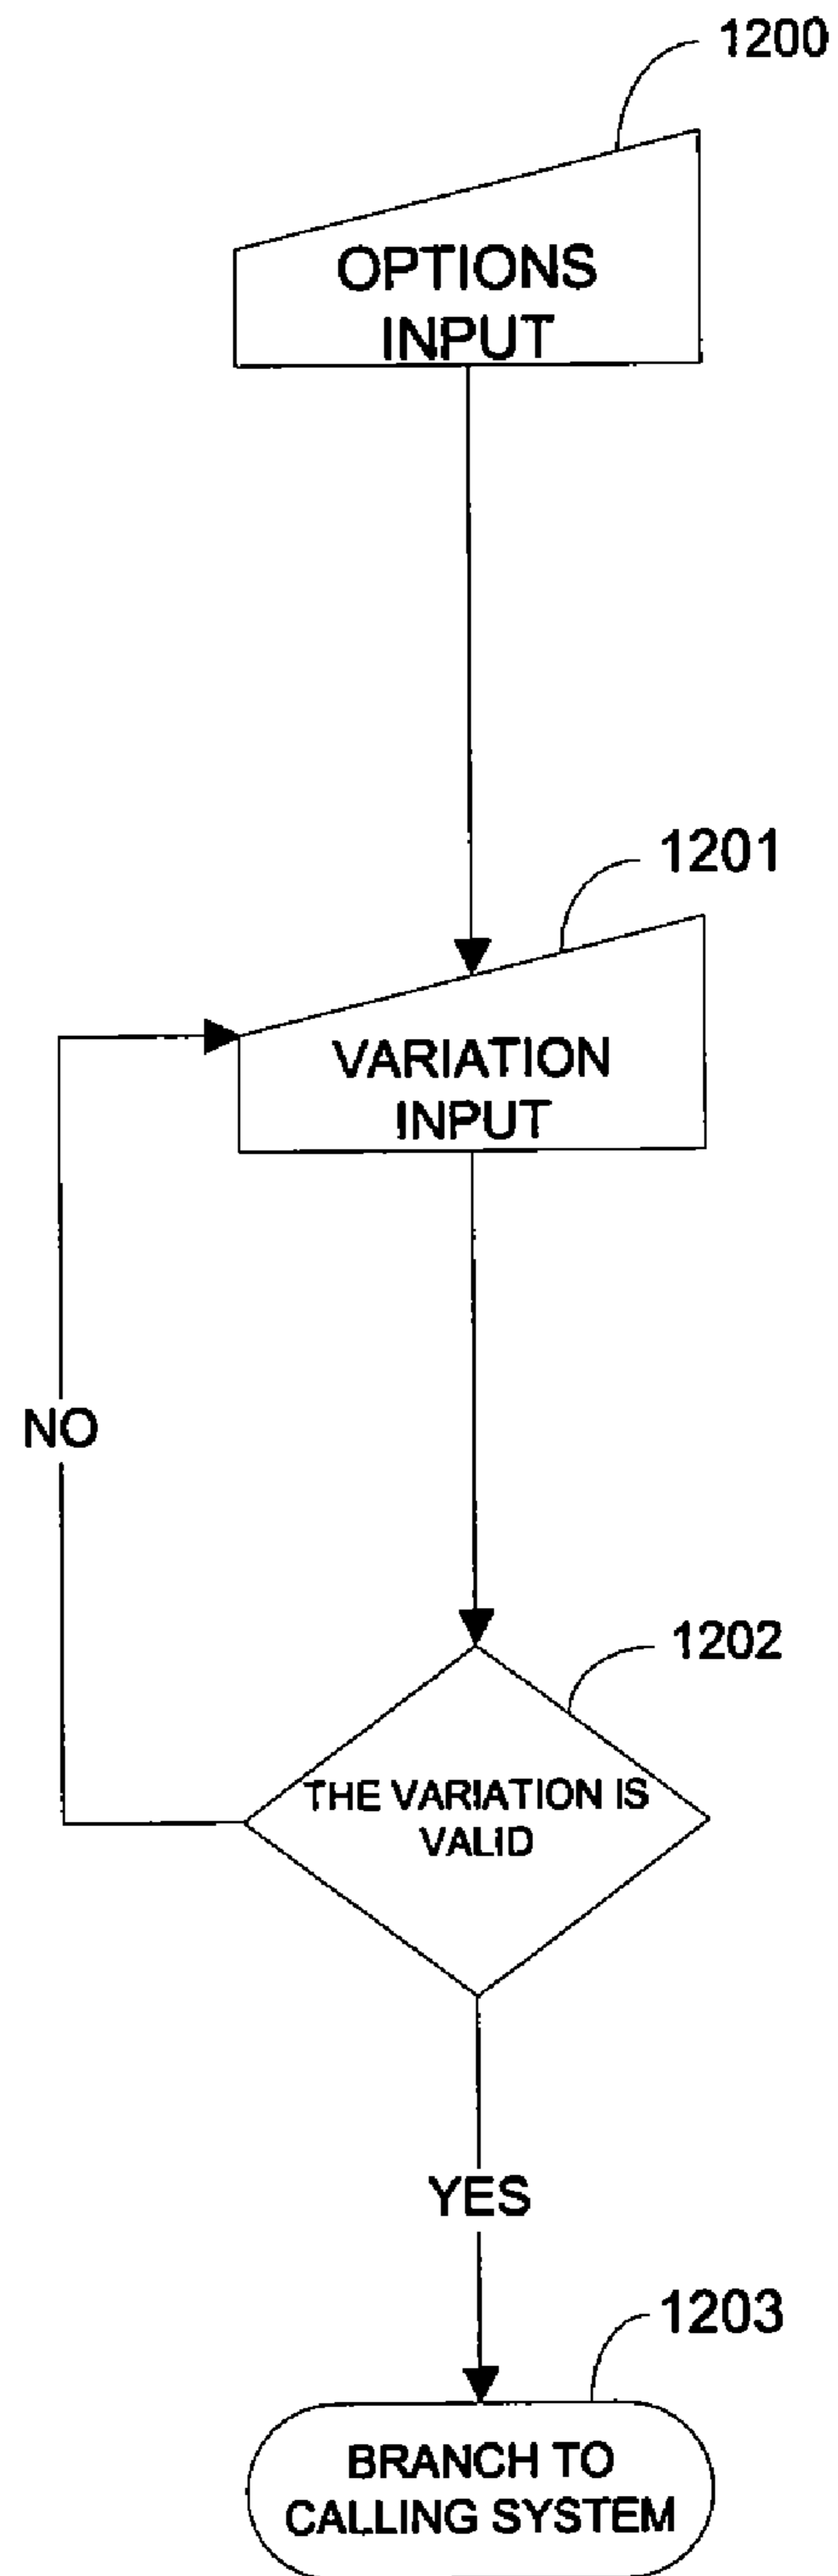 1200
OPTIONS
INPUT
1201
VARIATION
INPUT
NO
1202
THE VARIATION IS
VALID
YES
1203
BRANCH TO
CALLING SYSTEM